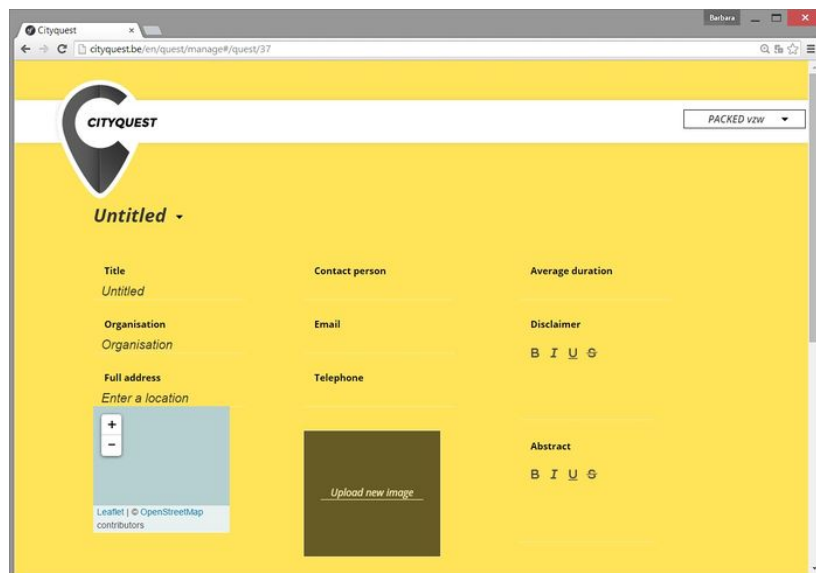 Barbara
Cityquest
cityquest.be/en/quest/manage#/quest/37
CITYQUEST
PACKED vzw
Untitled
Title
Contact person
Average duration
Untitled
Organisation
Email
Disclaimer
Organisation
B I U S
Full address
Telephone
Enter a location
+
-
Abstract
B I U S
Upload new image
Leaflet | © OpenStreetMap
contributors